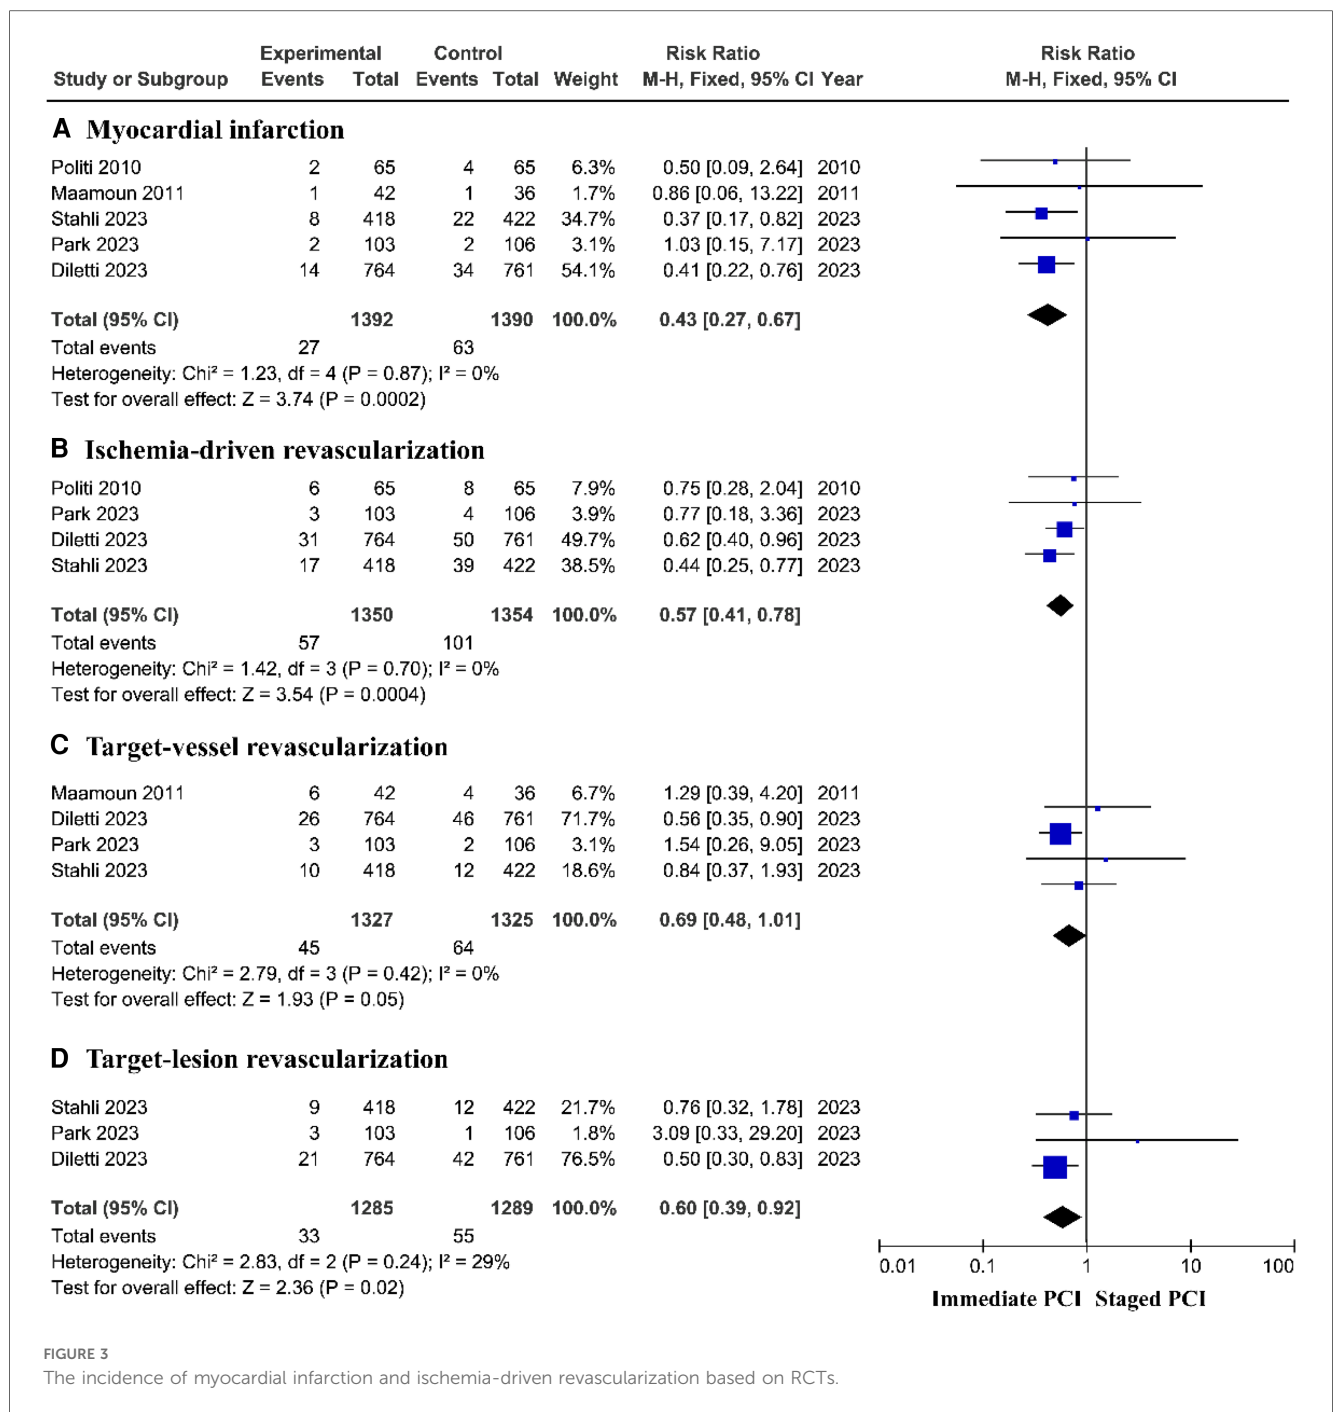 Experimental Control Risk Ratio Risk Ratio
Study or Subgroup Events Total Events Total Weight M-H, Fixed, 95% CI Year M-H, Fixed, 95% CI
A Myocardial infarction
Politi 2010 2 65 4 65 6.3% 0.50 [0.09, 2.64] 2010
Maamoun 2011 1 42 1 36 1.7% 0.86 [0.06, 13.22] 2011
Stahli 2023 8 418 22 422 34.7% 0.37 [0.17, 0.82] 2023
Park 2023 2 103 2 106 3.1% 1.03 [0.15, 7.17] 2023
Diletti 2023 14 764 34 761 54.1% 0.41 [0.22, 0.76] 2023
Total (95% CI) 1392 1390 100.0% 0.43 [0.27, 0.67]
Total events 27 63
Heterogeneity: Chi² = 1.23, df = 4 (P = 0.87); I² = 0%
Test for overall effect: Z = 3.74 (P = 0.0002)
B Ischemia-driven revascularization
Politi 2010 6 65 8 65 7.9% 0.75 [0.28, 2.04] 2010
Park 2023 3 103 4 106 3.9% 0.77 [0.18, 3.36] 2023
Diletti 2023 31 764 50 761 49.7% 0.62 [0.40, 0.96] 2023
Stahli 2023 17 418 39 422 38.5% 0.44 [0.25, 0.77] 2023
Total (95% CI) 1350 1354 100.0% 0.57 [0.41, 0.78]
Total events 57 101
Heterogeneity: Chi² = 1.42, df = 3 (P = 0.70); I² = 0%
Test for overall effect: Z = 3.54 (P = 0.0004)
C Target-vessel revascularization
Maamoun 2011 6 42 4 36 6.7% 1.29 [0.39, 4.20] 2011
Diletti 2023 26 764 46 761 71.7% 0.56 [0.35, 0.90] 2023
Park 2023 3 103 2 106 3.1% 1.54 [0.26, 9.05] 2023
Stahli 2023 10 418 12 422 18.6% 0.84 [0.37, 1.93] 2023
Total (95% CI) 1327 1325 100.0% 0.69 [0.48, 1.01]
Total events 45 64
Heterogeneity: Chi² = 2.79, df = 3 (P = 0.42); I² = 0%
Test for overall effect: Z = 1.93 (P = 0.05)
D Target-lesion revascularization
Stahli 2023 9 418 12 422 21.7% 0.76 [0.32, 1.78] 2023
Park 2023 3 103 1 106 1.8% 3.09 [0.33, 29.20] 2023
Diletti 2023 21 764 42 761 76.5% 0.50 [0.30, 0.83] 2023
Total (95% CI) 1285 1289 100.0% 0.60 [0.39, 0.92]
Total events 33 55
Heterogeneity: Chi² = 2.83, df = 2 (P = 0.24); I² = 29%
Test for overall effect: Z = 2.36 (P = 0.02)
0.01 0.1 1 10 100
Immediate PCI Staged PCI
FIGURE 3
The incidence of myocardial infarction and ischemia-driven revascularization based on RCTs.